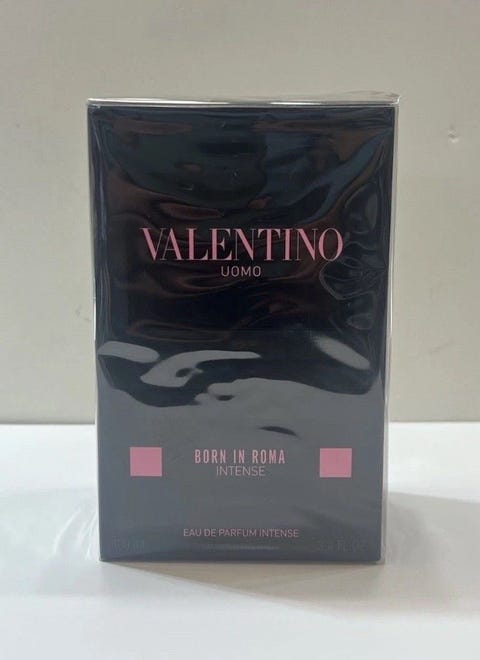 VALENTINO
UOMO
BORN IN ROMA
INTENSE
EAU DE PARFUM INTENSE